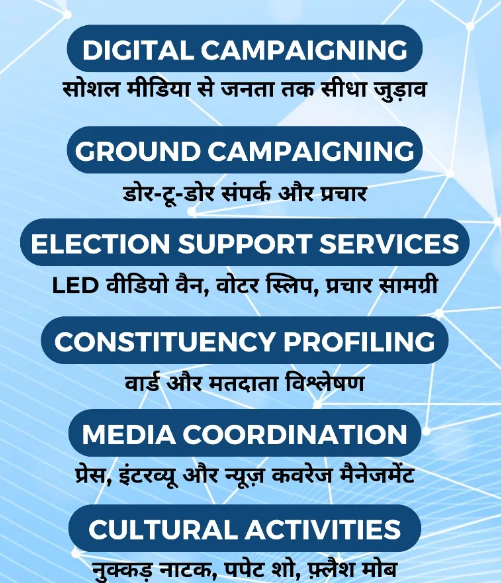 DIGITAL CAMPAIGNING
सोशल मीडिया से जनता तक सीधा जुड़ाव
GROUND CAMPAIGNING
डोर-टू-डोर संपर्क और प्रचार
ELECTION SUPPORT SERVICES
LED वीडियो वैन, वोटर स्लिप, प्रचार सामग्री
CONSTITUENCY PROFILING
वार्ड और मतदाता विश्लेषण
MEDIA COORDINATION
प्रेस, इंटरव्यू और न्यूज़ कवरेज मैनेजमेंट
CULTURAL ACTIVITIES
नुक्कड़ नाटक, पपेट शो, फ़्लैश मोब